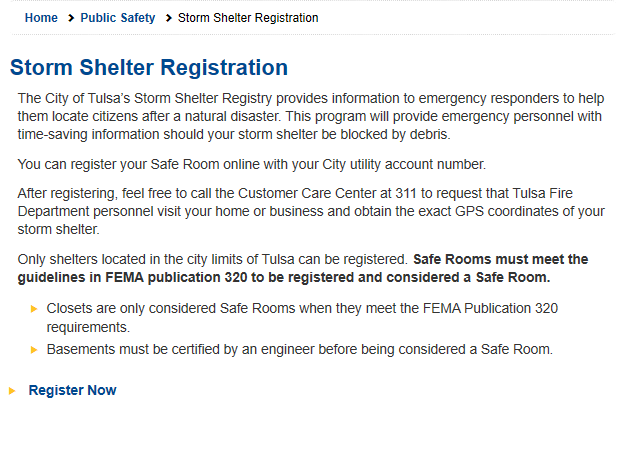 Home > Public Safety > Storm Shelter Registration
Storm Shelter Registration
The City of Tulsa's Storm Shelter Registry provides information to emergency responders to help
them locate citizens after a natural disaster. This program will provide emergency personnel with
time-saving information should your storm shelter be blocked by debris.
You can register your Safe Room online with your City utility account number.
After registering, feel free to call the Customer Care Center at 311 to request that Tulsa Fire
Department personnel visit your home or business and obtain the exact GPS coordinates of your
storm shelter.
Only shelters located in the city limits of Tulsa can be registered. Safe Rooms must meet the
guidelines in FEMA publication 320 to be registered and considered a Safe Room.
Closets are only considered Safe Rooms when they meet the FEMA Publication 320
requirements.
Basements must be certified by an engineer before being considered a Safe Room.
Register Now